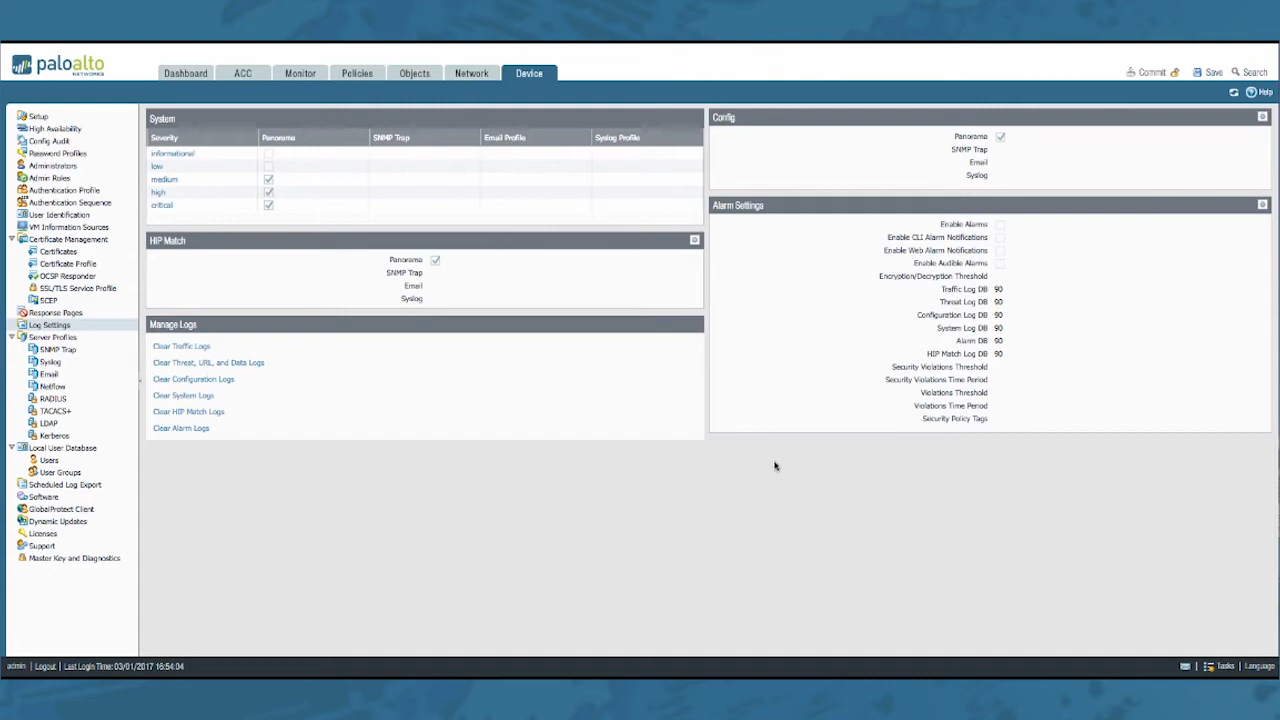 paloalto
NETWORKS
Dashboard
ACC
Monitor
Policies
Objects
Network
Device
Commit
Save
Search
Help
Setup
High Availability
Config Audit
Password Profiles
Administrators
Admin Roles
Authentication Profile
Authentication Sequence
User Identification
VM Information Sources
Certificate Management
Certificates
Certificate Profile
OCSP Responder
SSL/TLS Service Profile
SCEP
Response Pages
Log Settings
Server Profiles
SNMP Trap
Syslog
Email
Netflow
RADIUS
TACACS+
LDAP
Kerberos
Local User Database
Users
User Groups
Scheduled Log Export
Software
GlobalProtect Client
Dynamic Updates
Licenses
Support
Master Key and Diagnostics
System
Severity Panorama SNMP Trap Email Profile Syslog Profile
informational
low
medium
high
critical
HIP Match
Panorama
SNMP Trap
Email
Syslog
Manage Logs
Clear Traffic Logs
Clear Threat, URL, and Data Logs
Clear Configuration Logs
Clear System Logs
Clear HIP Match Logs
Clear Alarm Logs
Config
Panorama
SNMP Trap
Email
Syslog
Alarm Settings
Enable Alarms
Enable CLI Alarm Notifications
Enable Web Alarm Notifications
Enable Audible Alarms
Encryption/Decryption Threshold
Traffic Log DB 90
Threat Log DB 90
Configuration Log DB 90
System Log DB 90
Alarm DB 90
HIP Match Log DB 90
Security Violations Threshold
Security Violations Time Period
Violations Threshold
Violations Time Period
Security Policy Tags
admin | Logout | Last Login Time: 03/01/2017 16:54:04
| Tasks | Language